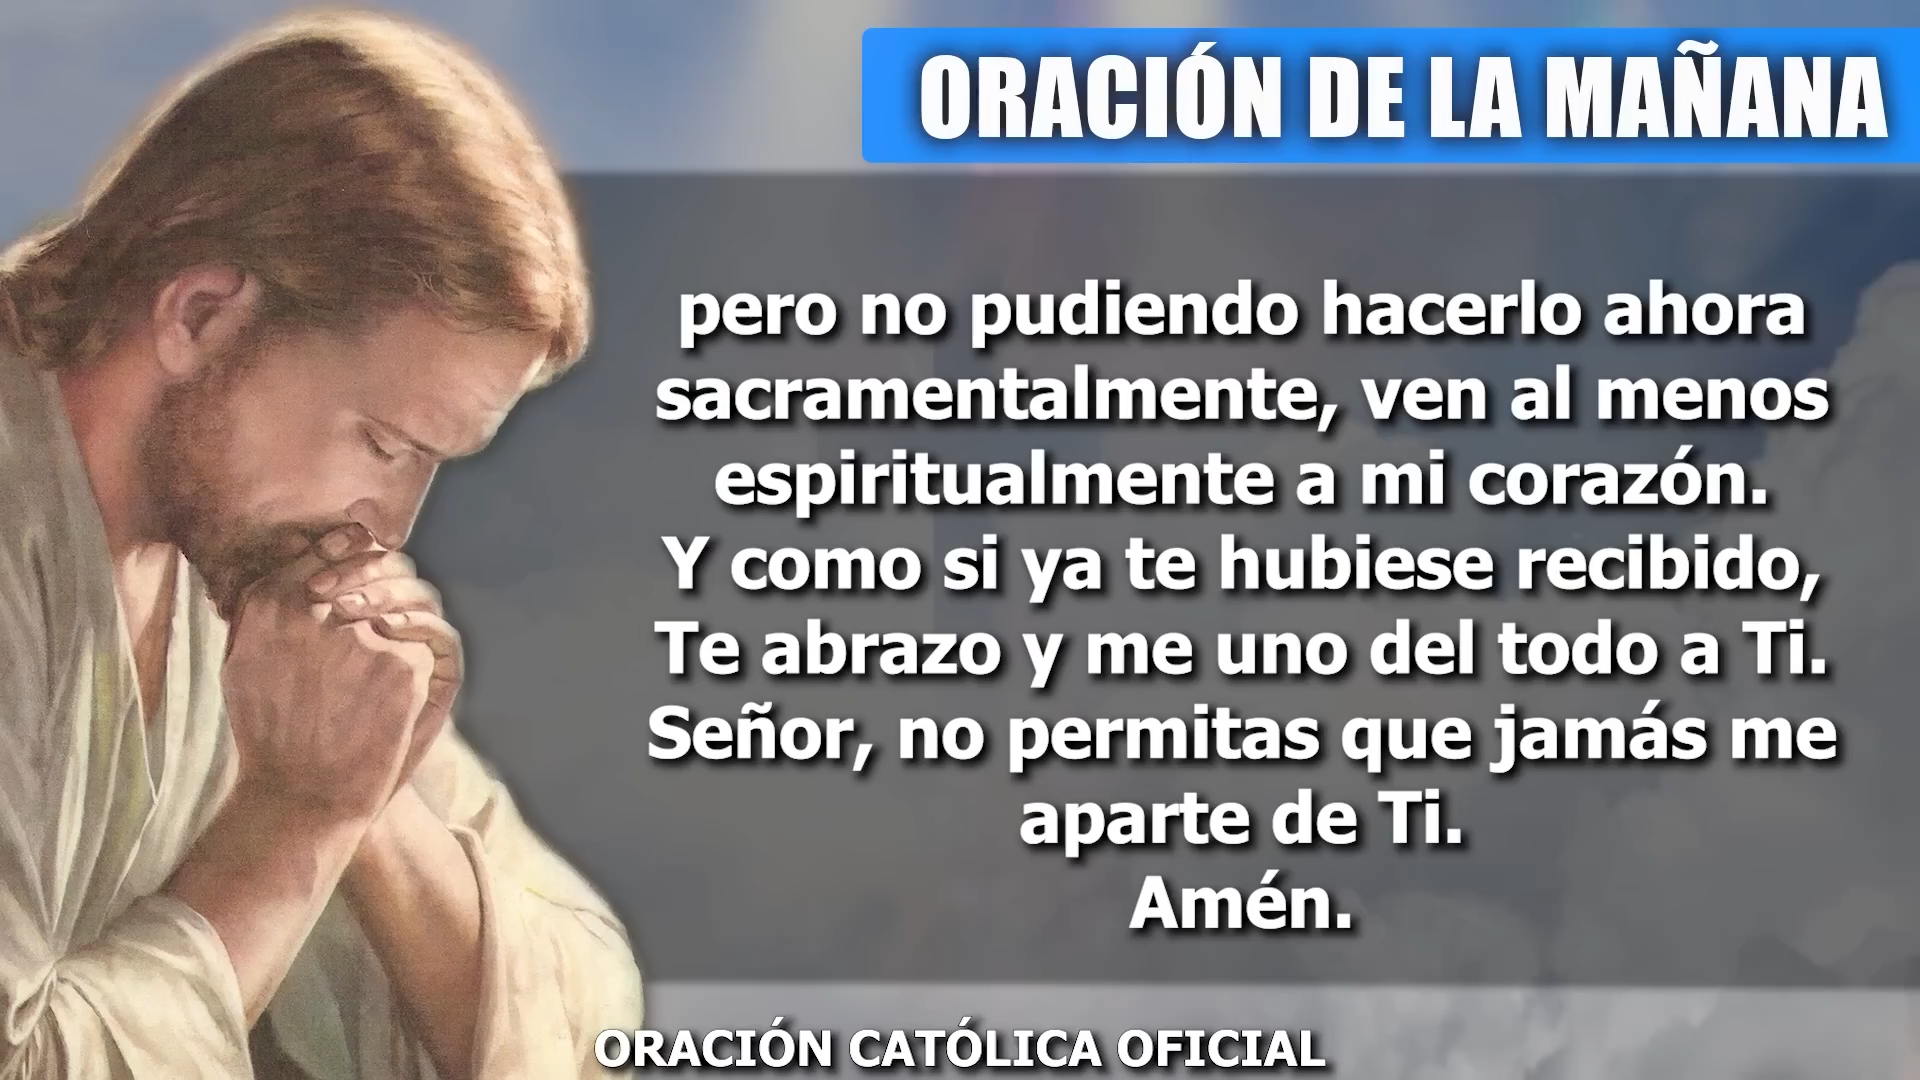 ORACIÓN DE LA MAÑANA
pero no pudiendo hacerlo ahora
sacramentalmente, ven al menos
espiritualmente a mi corazón.
Y como si ya te hubiese recibido,
Te abrazo y me uno del todo a Ti.
Señor, no permitas que jamás me
aparte de Ti.
Amén.
ORACIÓN CATÓLICA OFICIAL